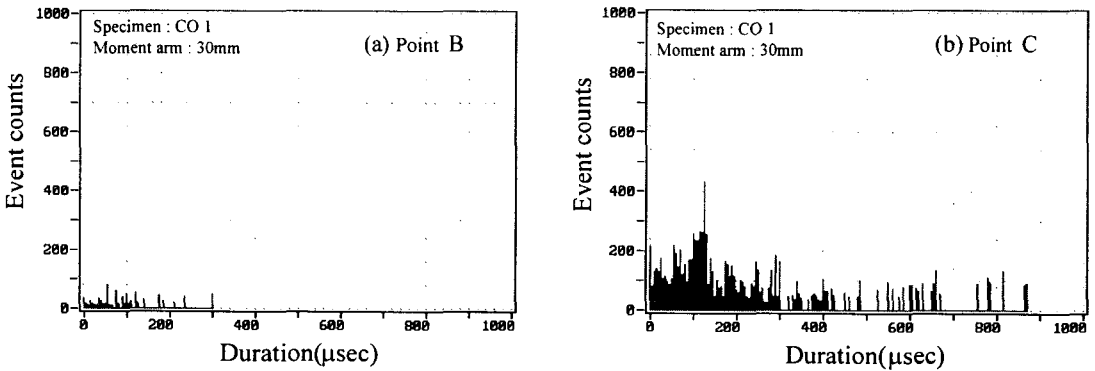 1000
800
600
400
200
0
Event counts
Specimen : CO 1
Moment arm : 30mm
(a) Point B
0 200 400 600 800 1000
Duration(μsec)
1000
800
600
400
200
0
Event counts
Specimen : CO 1
Moment arm : 30mm
(b) Point C
0 200 400 600 800 1000
Duration(μsec)